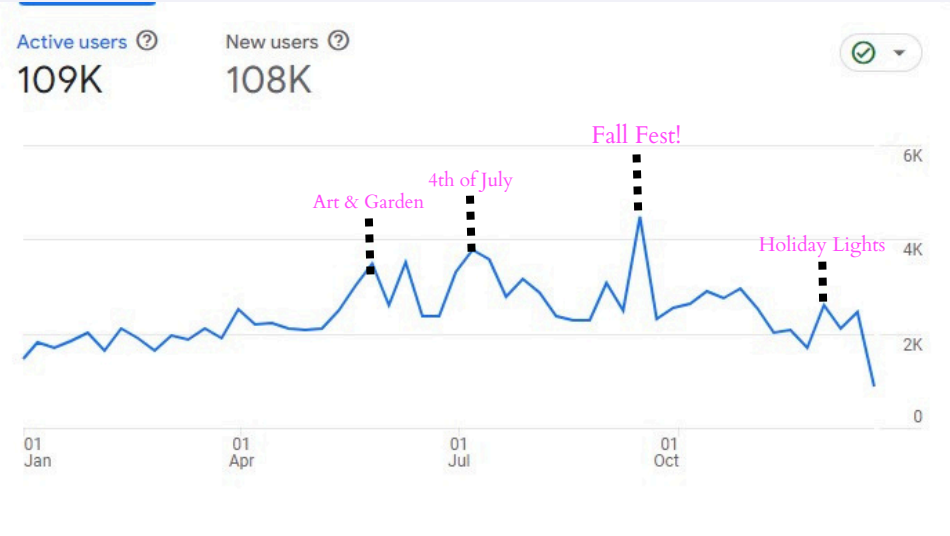 Active users ? New users ?
109K 108K
Fall Fest!
6K
4th of July
Art & Garden
Holiday Lights
4K
2K
0
01 01 01 01
Jan Apr Jul Oct